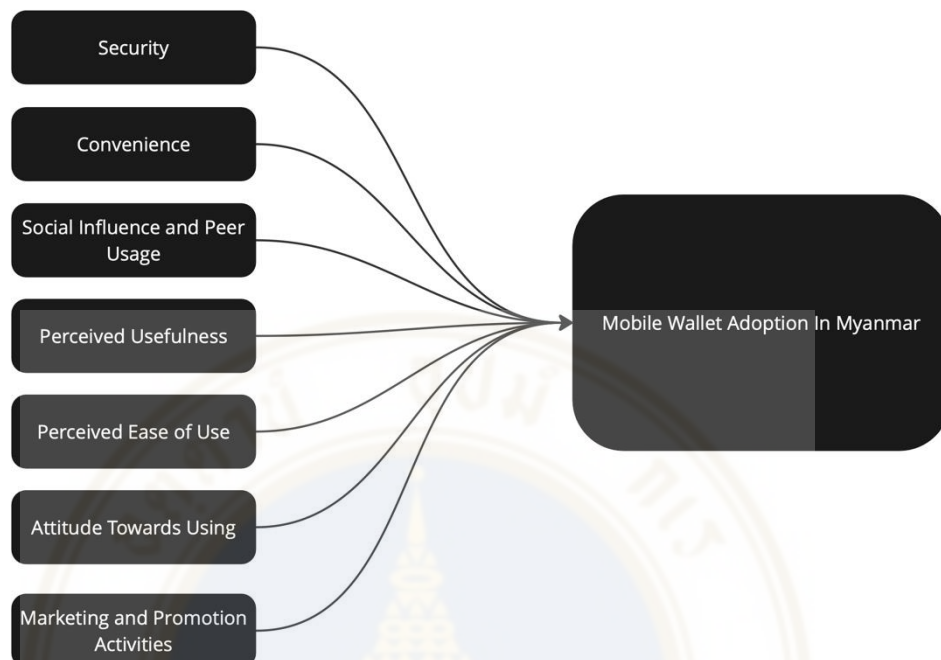 Security
Convenience
Social Influence and Peer
Usage
Perceived Usefulness
Mobile Wallet Adoption In Myanmar
Perceived Ease of Use
Attitude Towards Using
Marketing and Promotion
Activities